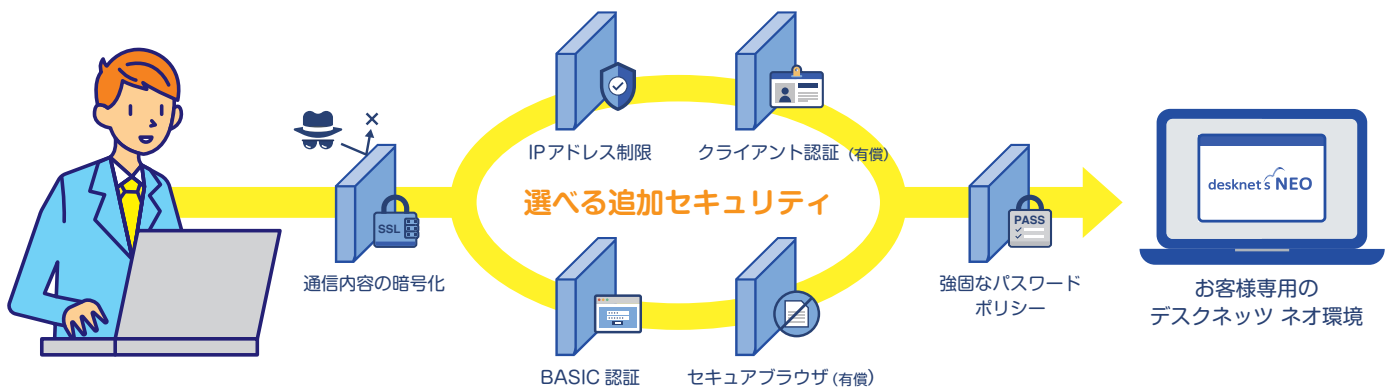 SSL
通信内容の暗号化
IPアドレス制限
クライアント認証（有償）
選べる追加セキュリティ
BASIC 認証
セキュアブラウザ（有償）
PASS
強固なパスワード
ポリシー
desknet's NEO
お客様専用の
デスクネッツ ネオ環境